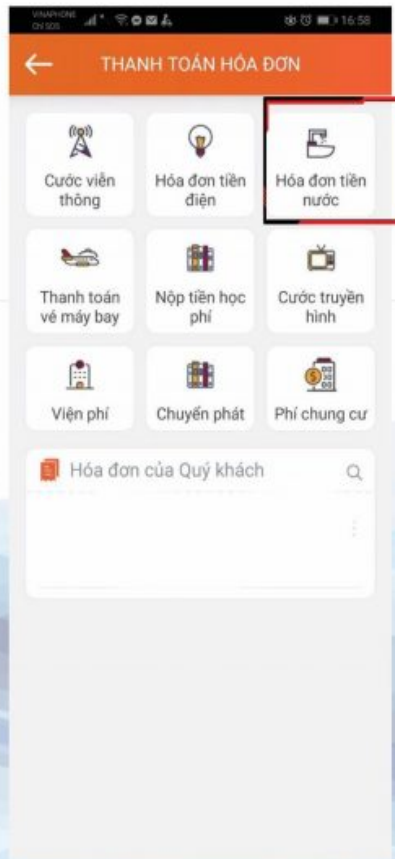 VINAPHONE
16:58
THANH TOÁN HÓA ĐƠN
Cước viễn
thông
Hóa đơn tiền
điện
Hóa đơn tiền
nước
Thanh toán
vé máy bay
Nộp tiền học
phí
Cước truyền
hình
Viện phí
Chuyển phát
Phí chung cư
Hóa đơn của Quý khách